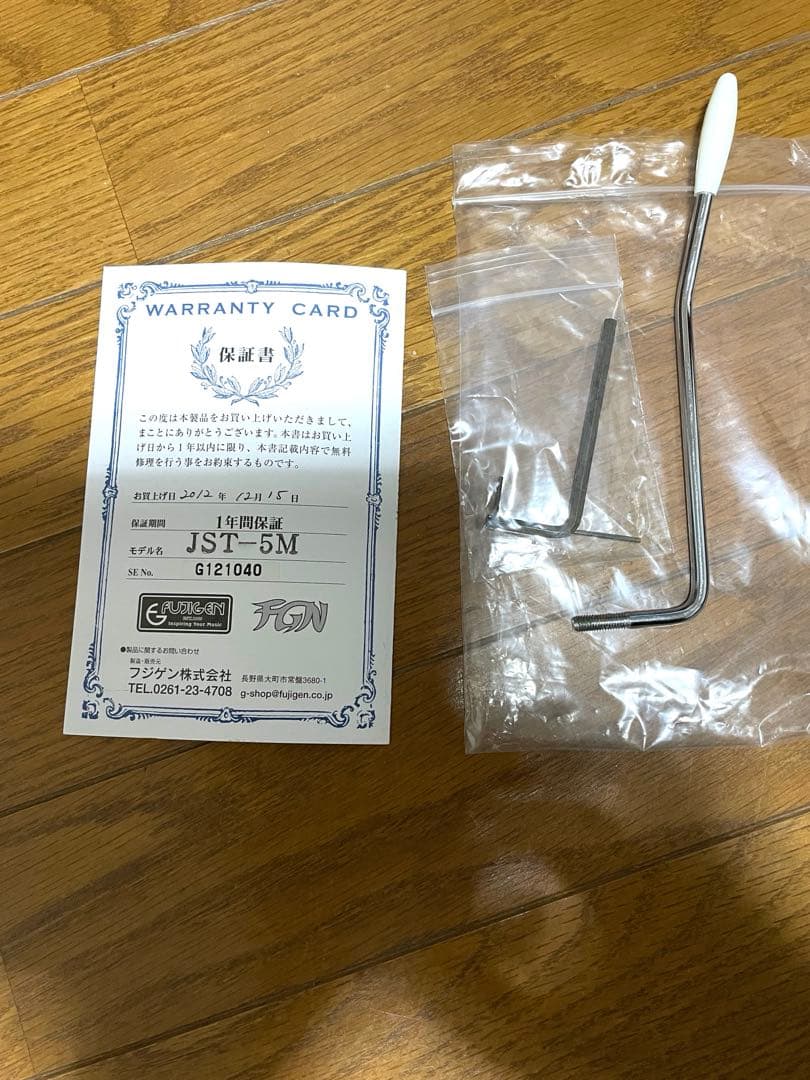 WARRANTY CARD
保証書
この度は本製品をお買い上げいただきまして、
まことにありがとうございます。本書はお買い上
げ日から1年以内に限り、本書記載内容で無料
修理を行う事をお約束するものです。
お買上げ日 2012 年 12月 15日
保証期間 1年間保証
モデル名 JST-5M
SE No. G121040
FUJIGEN
Inspiring Your Music
FGN
●製品に関するお問い合わせ
製造・販売元
フジゲン株式会社 長野県大町市常盤3680-1
TEL.0261-23-4708 g-shop@fujigen.co.jp